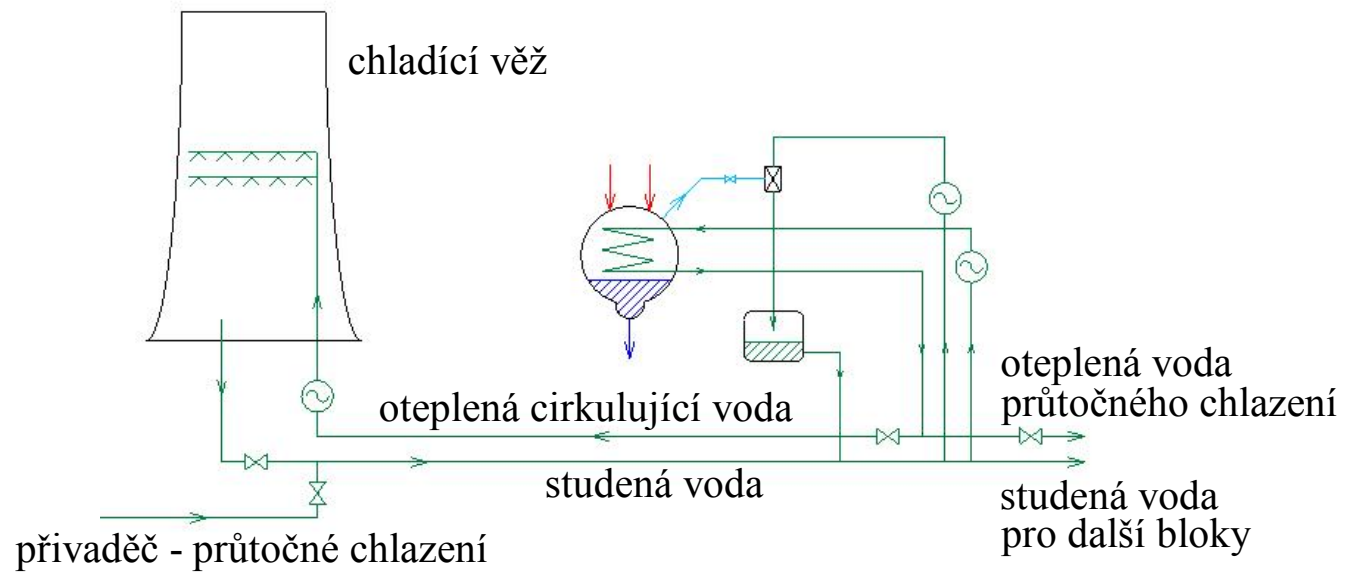 chladící věž
oteplená voda
průtočného chlazení
oteplená cirkulující voda
studená voda
studená voda
pro další bloky
přivaděč - průtočné chlazení